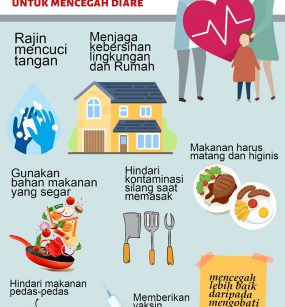 UNTUK MENCEGAH DIARE
Rajin
mencuci
tangan
Menjaga
kebersihan
lingkungan
dan Rumah
Makanan harus
matang dan higinis
Gunakan
bahan makanan
yang segar
Hindari
kontaminasi
silang saat
memasak
Hindari makanan
pedas-pedas
Memberikan
vaksin
mencegah
lebih baik
daripada
mengobati